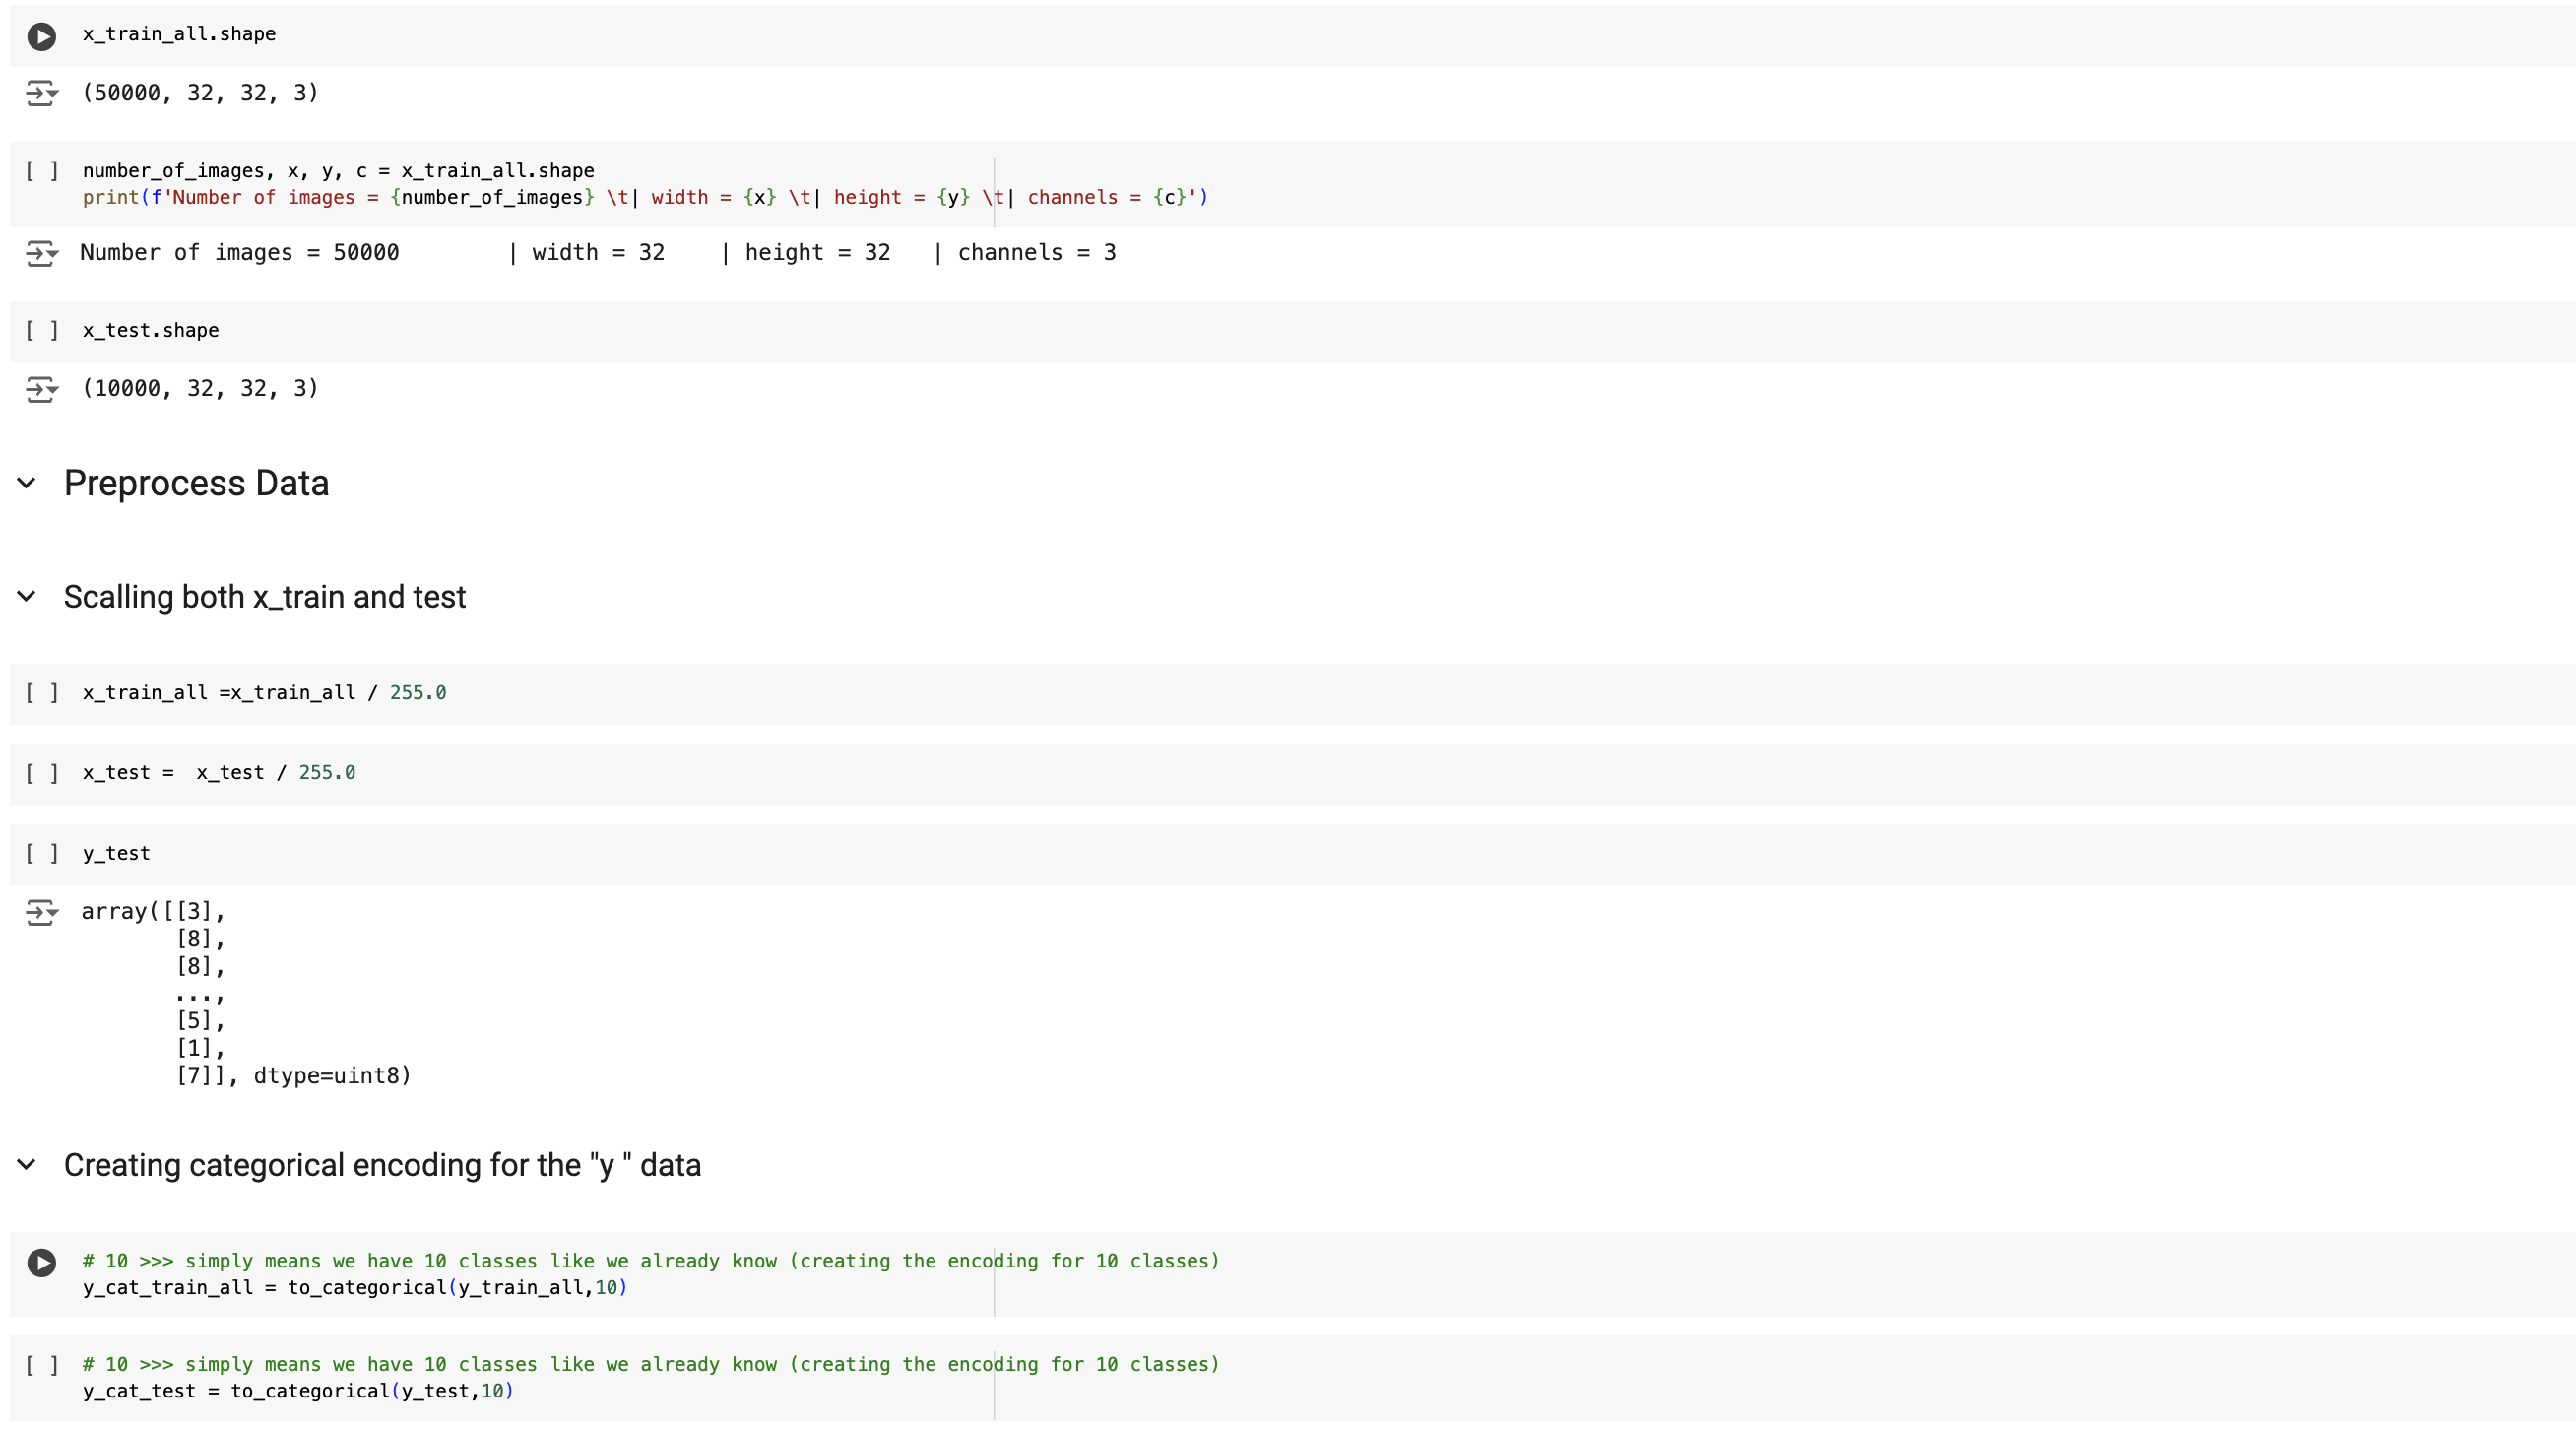 x_train_all.shape
(50000, 32, 32, 3)
[ ] number_of_images, x, y, c = x_train_all.shape
print(f'Number of images = {number_of_images} \t| width = {x} \t| height = {y} \t| channels = {c}')
Number of images = 50000 | width = 32 | height = 32 | channels = 3
[ ] x_test.shape
(10000, 32, 32, 3)
Preprocess Data
Scalling both x_train and test
[ ] x_train_all =x_train_all / 255.0
[ ] x_test =  x_test / 255.0
[ ] y_test
array([[3],
[8],
[8],
...,
[5],
[1],
[7]], dtype=uint8)
Creating categorical encoding for the "y " data
# 10 >>> simply means we have 10 classes like we already know (creating the encoding for 10 classes)
y_cat_train_all = to_categorical(y_train_all,10)
[ ] # 10 >>> simply means we have 10 classes like we already know (creating the encoding for 10 classes)
y_cat_test = to_categorical(y_test,10)